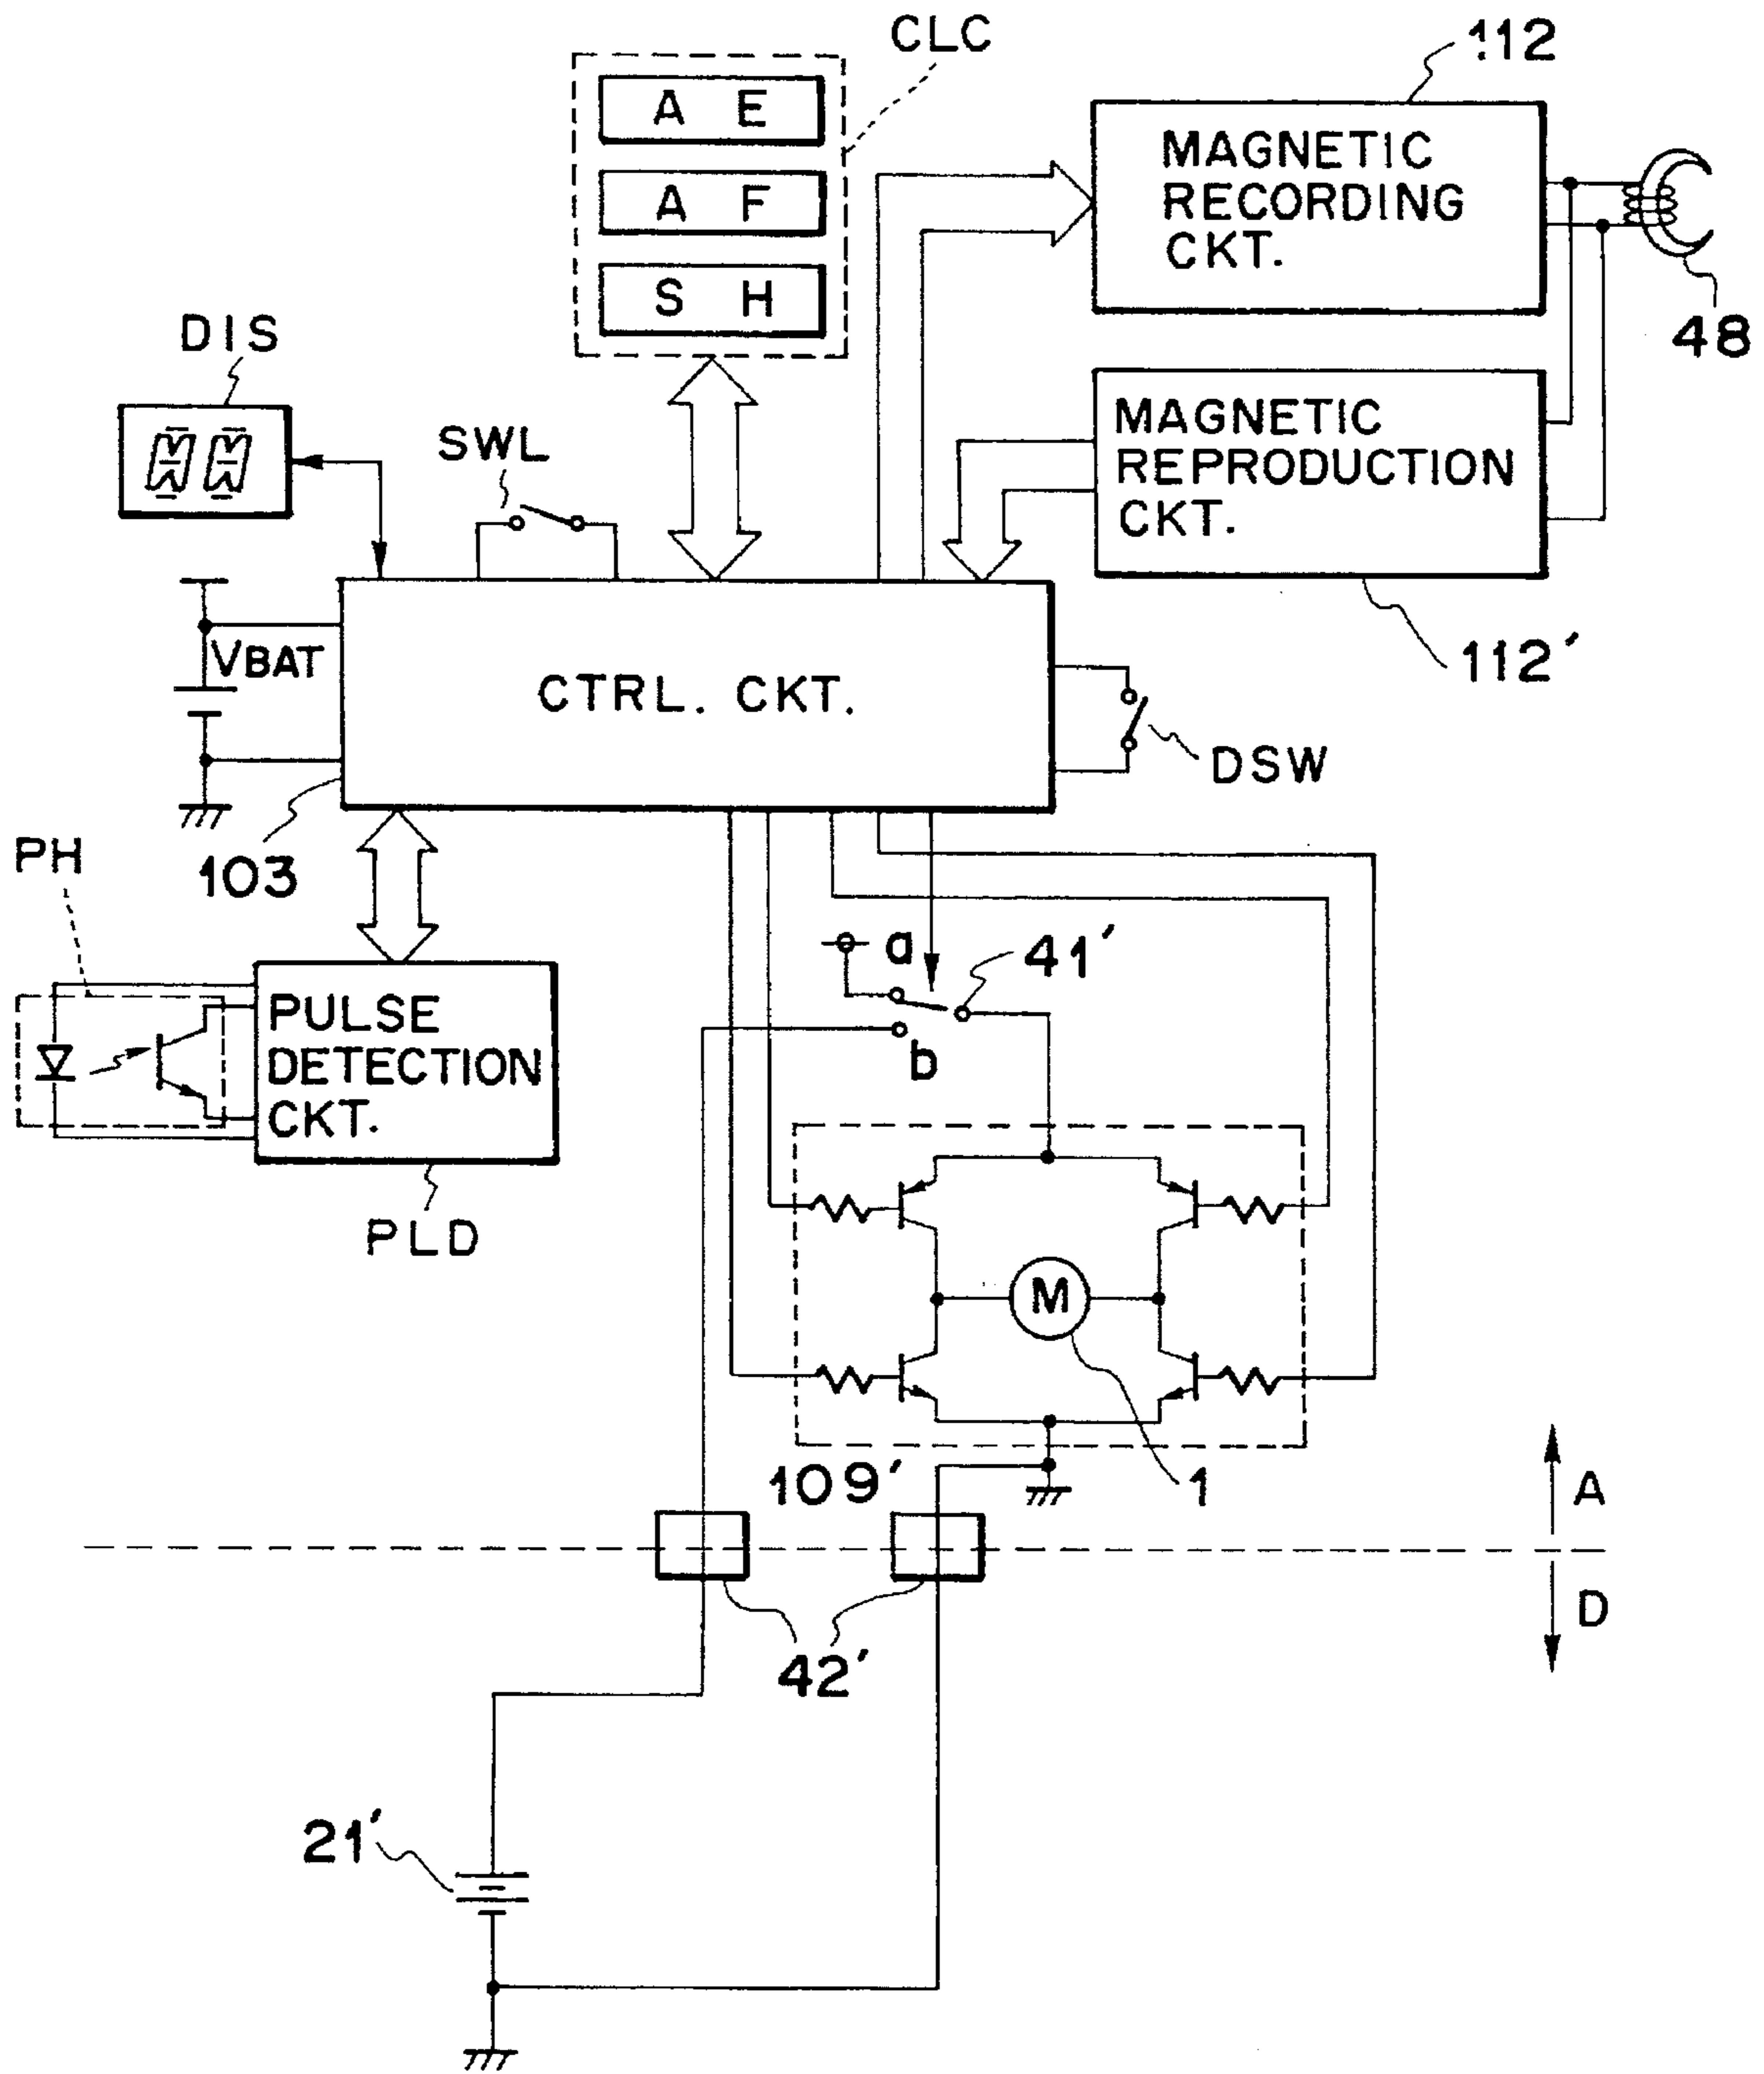 CLC
112
A E
A F
S H
MAGNETIC
RECORDING
CKT.
48
DIS
SWL
MAGNETIC
REPRODUCTION
CKT.
112'
VBAT
CTRL. CKT.
DSW
103
PH
a
41'
b
PULSE
DETECTION
CKT.
PLD
M
109'
1
A
D
42'
21'